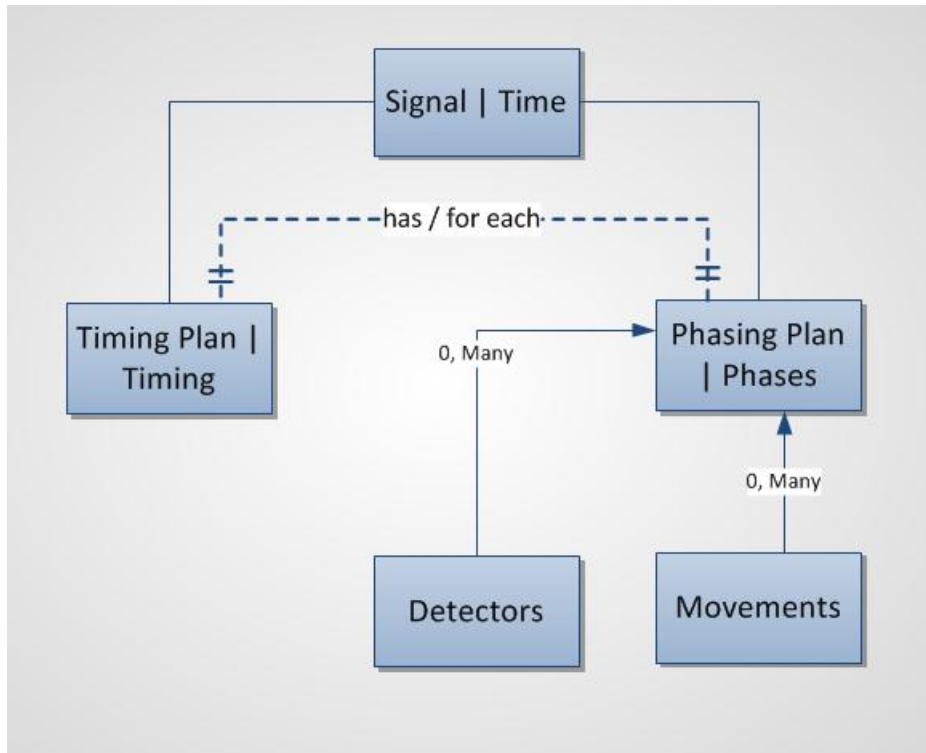 Signal | Time
has / for each
Timing Plan |
Timing
Phasing Plan
| Phases
0, Many
0, Many
Detectors
Movements